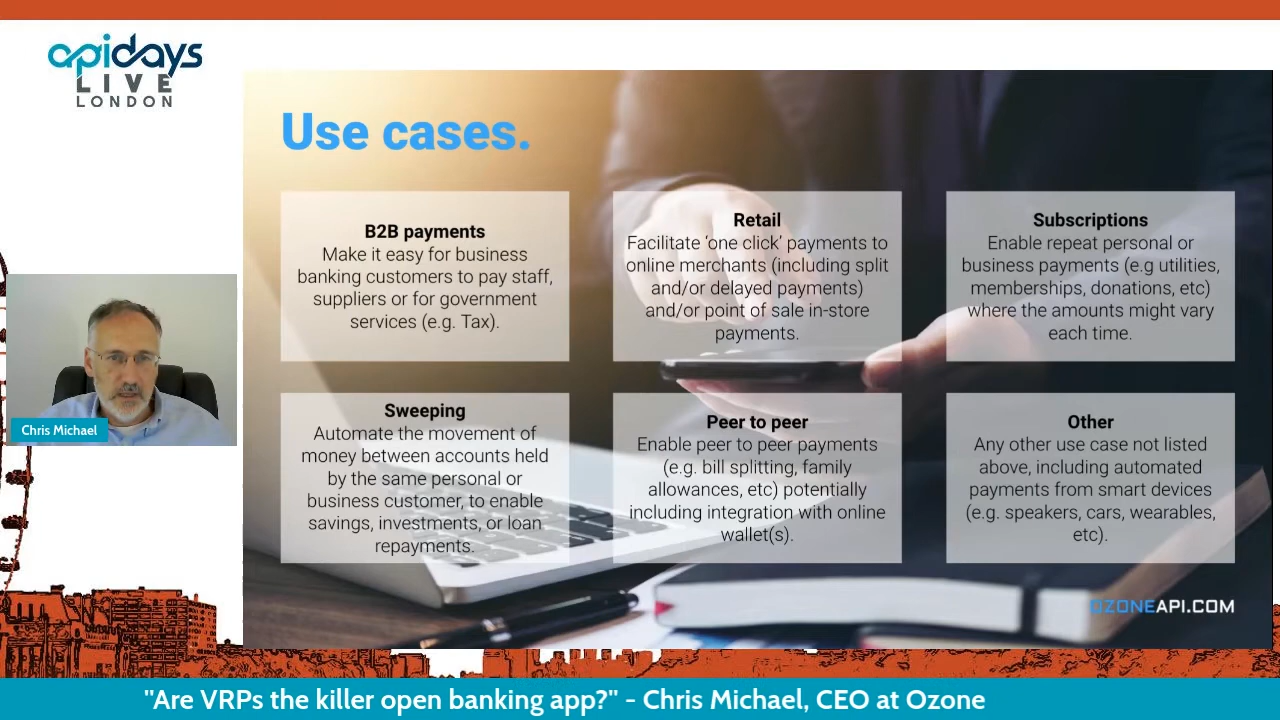 apidays
LIVE
LONDON
Use cases.
B2B payments
Make it easy for business
banking customers to pay staff,
suppliers or for government
services (e.g. Tax).
Retail
Facilitate ‘one click’ payments to
online merchants (including split
and/or delayed payments)
and/or point of sale in-store
payments.
Subscriptions
Enable repeat personal or
business payments (e.g utilities,
memberships, donations, etc)
where the amounts might vary
each time.
Sweeping
Automate the movement of
money between accounts held
by the same personal or
business customer, to enable
savings, investments, or loan
repayments.
Peer to peer
Enable peer to peer payments
(e.g. bill splitting, family
allowances, etc) potentially
including integration with online
wallet(s).
Other
Any other use case not listed
above, including automated
payments from smart devices
(e.g. speakers, cars, wearables,
etc).
Chris Michael
OZONEAPI.COM
"Are VRPs the killer open banking app?" - Chris Michael, CEO at Ozone